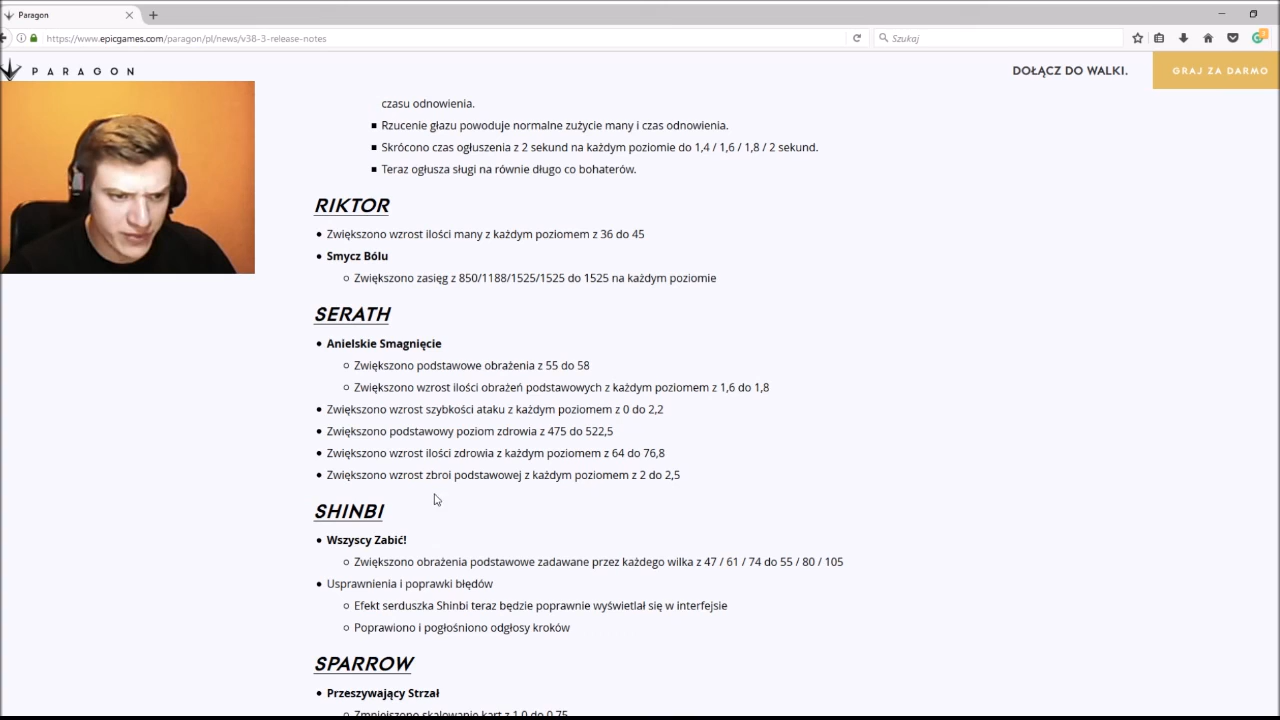 Paragon
https://www.epicgames.com/paragon/pl/news/v38-3-release-notes
Szukaj
PARAGON
DOŁĄCZ DO WALKI.
GRAJ ZA DARMO
czasu odnowienia.
Rzucenie głazu powoduje normalne zużycie many i czas odnowienia.
Skrócono czas ogłuszenia z 2 sekund na każdym poziomie do 1,4 / 1,6 / 1,8 / 2 sekund.
Teraz ogłusza sługi na równie długo co bohaterów.
RIKTOR
Zwiększono wzrost ilości many z każdym poziomem z 36 do 45
Smycz Bólu
Zwiększono zasięg z 850/1188/1525/1525 do 1525 na każdym poziomie
SERATH
Anielskie Smagnięcie
Zwiększono podstawowe obrażenia z 55 do 58
Zwiększono wzrost ilości obrażeń podstawowych z każdym poziomem z 1,6 do 1,8
Zwiększono wzrost szybkości ataku z każdym poziomem z 0 do 2,2
Zwiększono podstawowy poziom zdrowia z 475 do 522,5
Zwiększono wzrost ilości zdrowia z każdym poziomem z 64 do 76,8
Zwiększono wzrost zbroi podstawowej z każdym poziomem z 2 do 2,5
SHINBI
Wszyscy Zabić!
Zwiększono obrażenia podstawowe zadawane przez każdego wilka z 47 / 61 / 74 do 55 / 80 / 105
Usprawnienia i poprawki błędów
Efekt serduszka Shinbi teraz będzie poprawnie wyświetlał się w interfejsie
Poprawiono i pogłośniono odgłosy kroków
SPARROW
Przeszywający Strzał
Zmniejszono skalowanie kart z 1,0 do 0,75